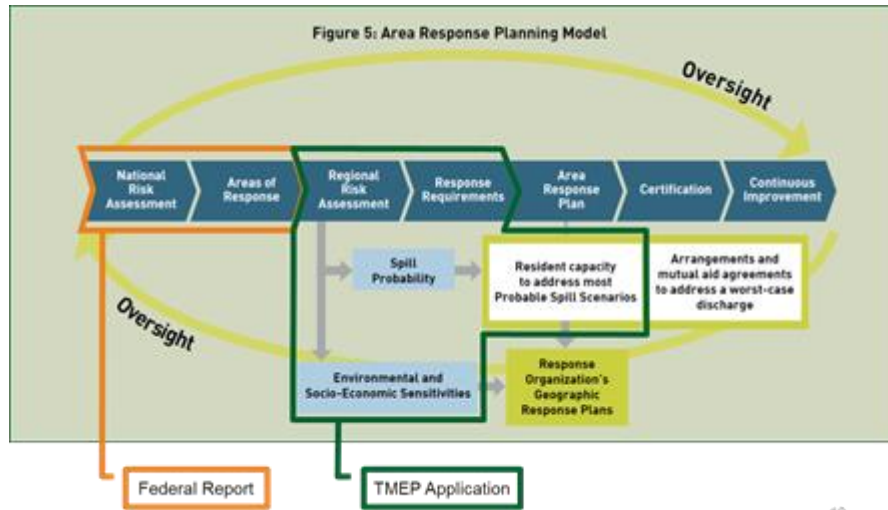 Figure 5: Area Response Planning Model
Oversight
National
Risk
Assessment
Areas of
Response
Regional
Risk
Assessment
Response
Requirements
Area
Response
Plan
Certification
Continuous
Improvement
Spill
Probability
Resident capacity
to address most
Probable Spill Scenarios
Arrangements and
mutual aid agreements
to address a worst-case
discharge
Oversight
Environmental and
Socio-Economic Sensitivities
Response
Organization's
Geographic
Response Plans
Federal Report
TMEP Application